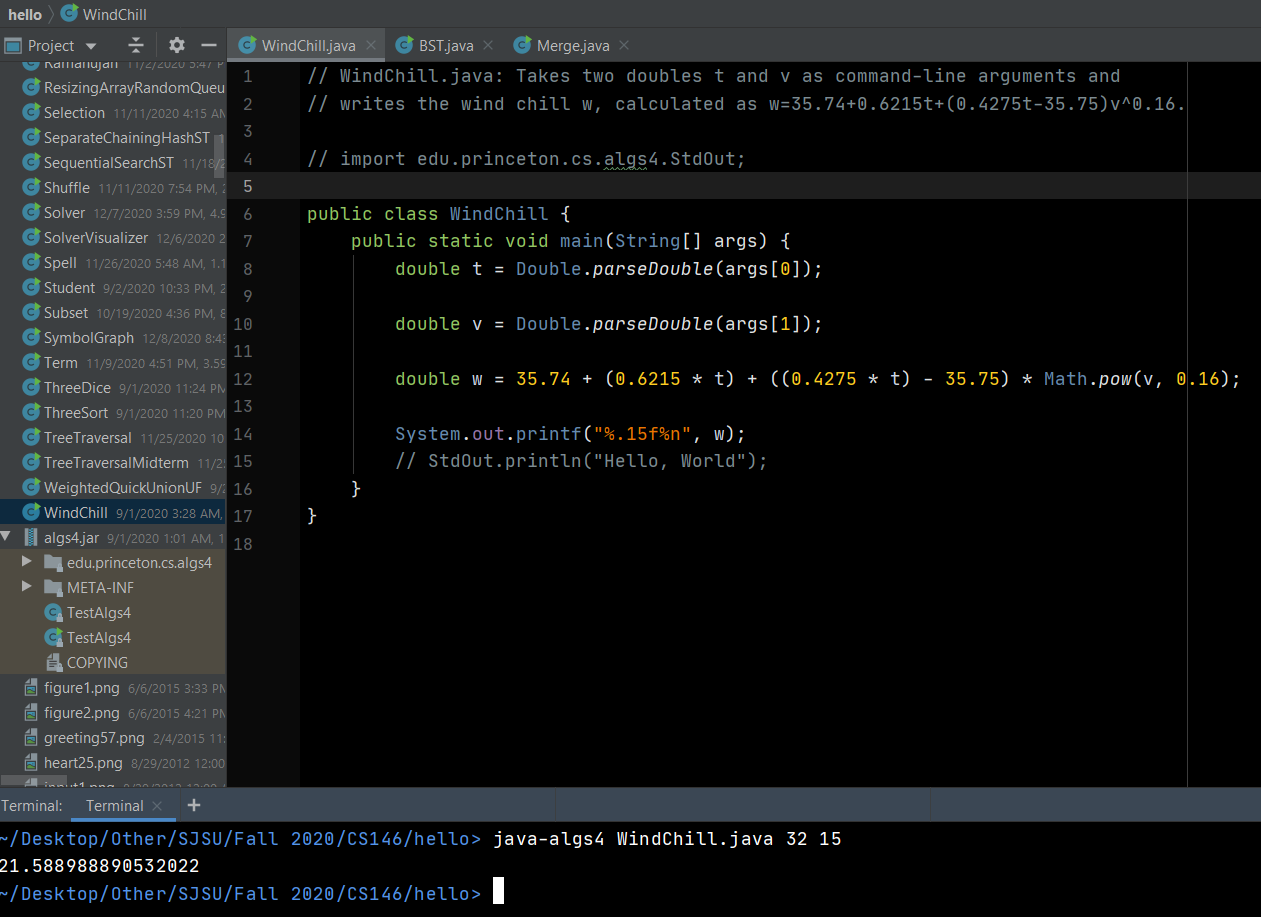 hello WindChill
Project
WindChill.java BST.java Merge.java
Ramanujan 11/2/2020 5:47 P
ResizingArrayRandomQueu
Selection 11/11/2020 4:15 AM
SeparateChainingHashST
SequentialSearchST 11/18/2
Shuffle 11/11/2020 7:54 PM, 2
Solver 12/7/2020 3:59 PM, 4.9
SolverVisualizer 12/6/2020 2
Spell 11/26/2020 5:48 AM, 1.1
Student 9/2/2020 10:33 PM, 2
Subset 10/19/2020 4:36 PM, 8
SymbolGraph 12/8/2020 8:43
Term 11/9/2020 4:51 PM, 3.59
ThreeDice 9/1/2020 11:24 PM
ThreeSort 9/1/2020 11:20 PM
TreeTraversal 11/25/2020 10
TreeTraversalMidterm 11/25
WeightedQuickUnionUF 9/2
WindChill 9/1/2020 3:28 AM,
algs4.jar 9/1/2020 1:01 AM, 1
edu.princeton.cs.algs4
META-INF
TestAlgs4
TestAlgs4
COPYING
figure1.png 6/6/2015 3:33 PM
figure2.png 6/6/2015 4:21 PM
greeting57.png 2/4/2015 11:
heart25.png 8/29/2012 12:00
input1.png
1 // WindChill.java: Takes two doubles t and v as command-line arguments and
2 // writes the wind chill w, calculated as w=35.74+0.6215t+(0.4275t-35.75)v^0.16.
3
4 // import edu.princeton.cs.algs4.StdOut;
5
6 public class WindChill {
7 public static void main(String[] args) {
8 double t = Double.parseDouble(args[0]);
9
10 double v = Double.parseDouble(args[1]);
11
12 double w = 35.74 + (0.6215 * t) + ((0.4275 * t) - 35.75) * Math.pow(v, 0.16);
13
14 System.out.printf("%.15f%n", w);
15 // StdOut.println("Hello, World");
16 }
17 }
18
Terminal: Terminal +
~/Desktop/Other/SJSU/Fall 2020/CS146/hello> java-algs4 WindChill.java 32 15
21.588988890532022
~/Desktop/Other/SJSU/Fall 2020/CS146/hello>